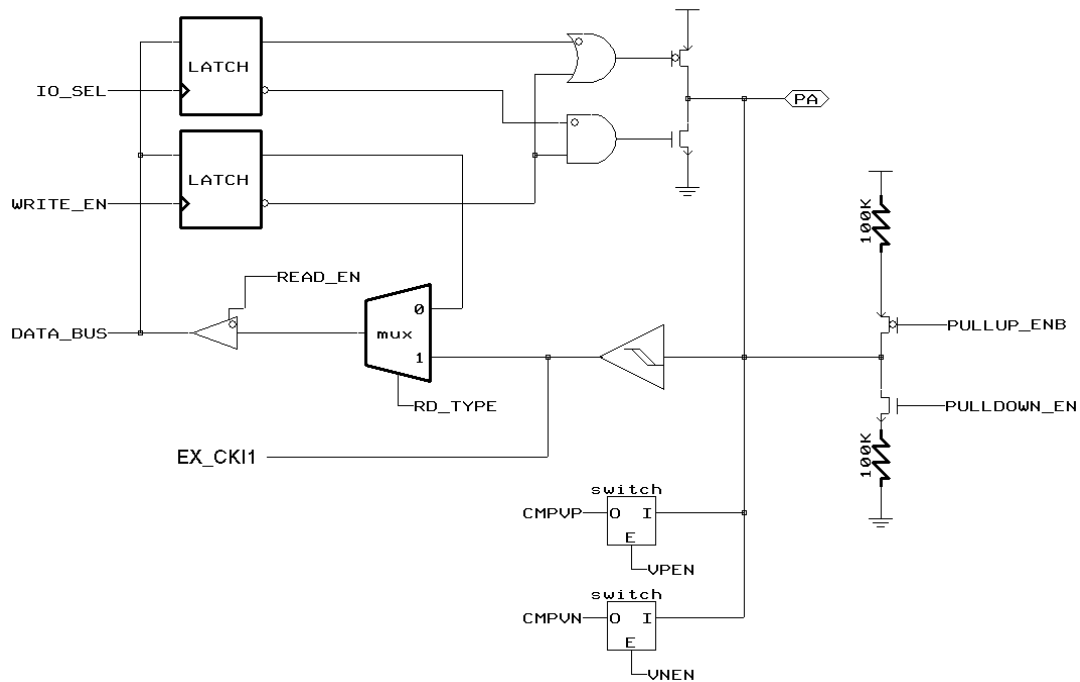 LATCH
IO_SEL
PA
LATCH
WRITE_EN
100K
READ_EN
0
DATA_BUS
mux
PULLUP_ENB
1
RD_TYPE
PULLDOWN_EN
EX_CKI1
100K
switch
CMPVP O I
E
VPEN
switch
CMPVN O I
E
VNEN